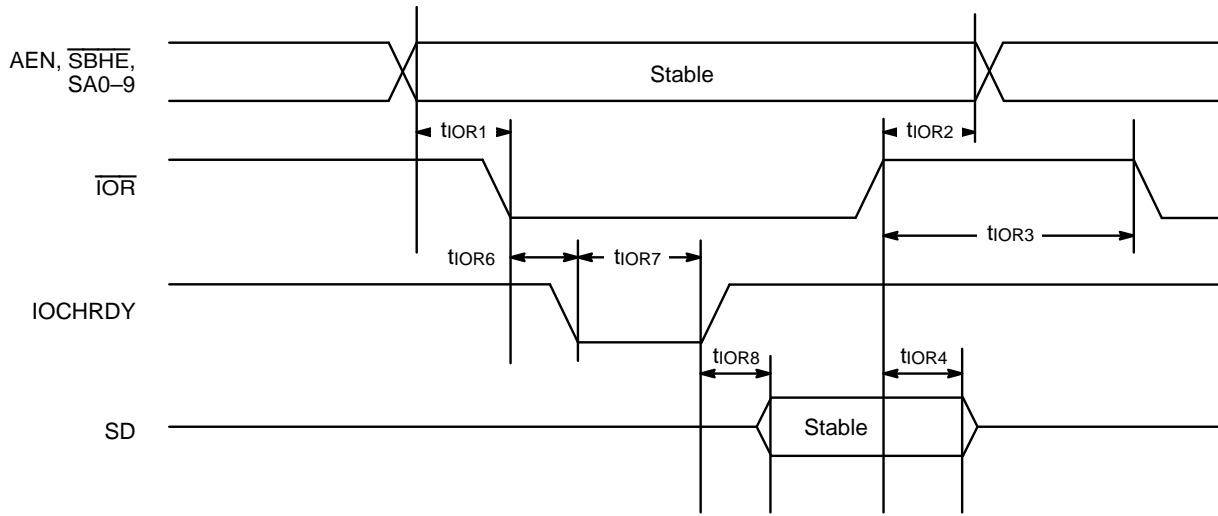 AEN, SBHE,
SA0–9
Stable
tIOR1
tIOR2
IOR
tIOR3
tIOR6
tIOR7
IOCHRDY
tIOR8
tIOR4
SD
Stable